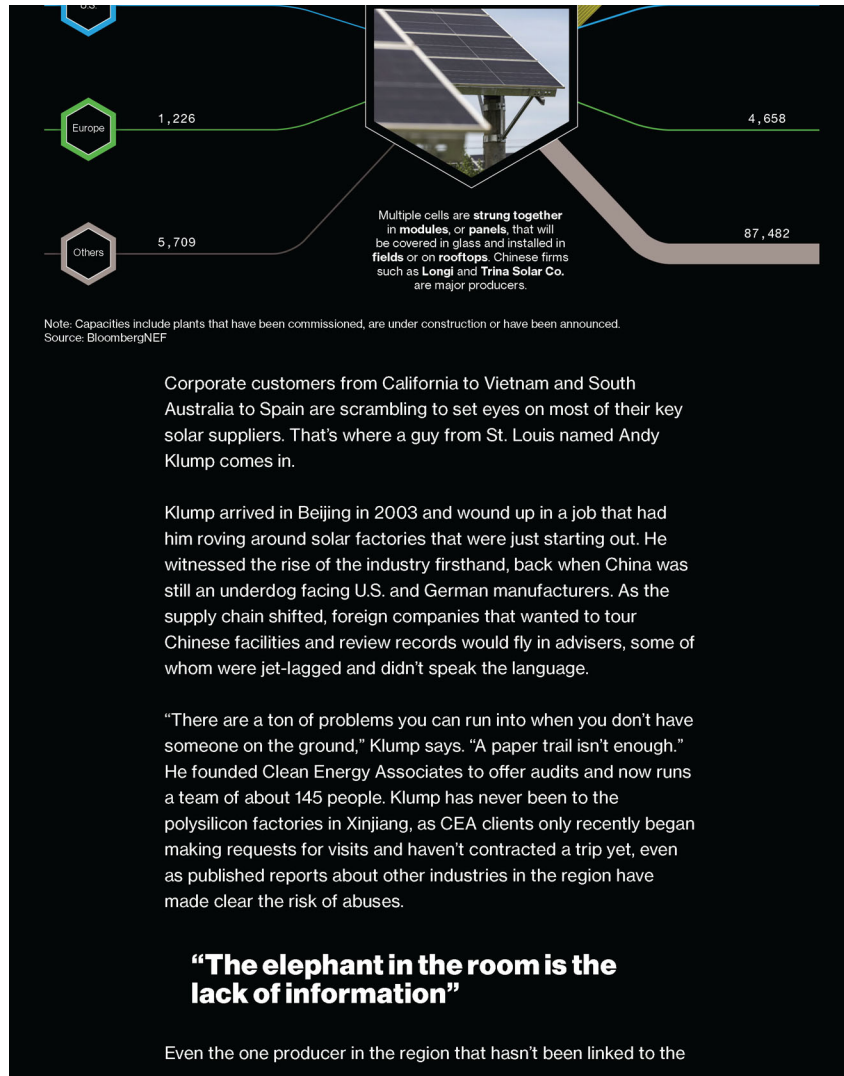 U.S.
Europe
1,226
4,658
Others
5,709
87,482
Multiple cells are strung together
in modules, or panels, that will
be covered in glass and installed in
fields or on rooftops. Chinese firms
such as Longi and Trina Solar Co.
are major producers.
Note: Capacities include plants that have been commissioned, are under construction or have been announced.
Source: BloombergNEF
Corporate customers from California to Vietnam and South
Australia to Spain are scrambling to set eyes on most of their key
solar suppliers. That’s where a guy from St. Louis named Andy
Klump comes in.
Klump arrived in Beijing in 2003 and wound up in a job that had
him roving around solar factories that were just starting out. He
witnessed the rise of the industry firsthand, back when China was
still an underdog facing U.S. and German manufacturers. As the
supply chain shifted, foreign companies that wanted to tour
Chinese facilities and review records would fly in advisers, some of
whom were jet-lagged and didn’t speak the language.
“There are a ton of problems you can run into when you don’t have
someone on the ground,” Klump says. “A paper trail isn’t enough.”
He founded Clean Energy Associates to offer audits and now runs
a team of about 145 people. Klump has never been to the
polysilicon factories in Xinjiang, as CEA clients only recently began
making requests for visits and haven’t contracted a trip yet, even
as published reports about other industries in the region have
made clear the risk of abuses.
“The elephant in the room is the
lack of information”
Even the one producer in the region that hasn’t been linked to the